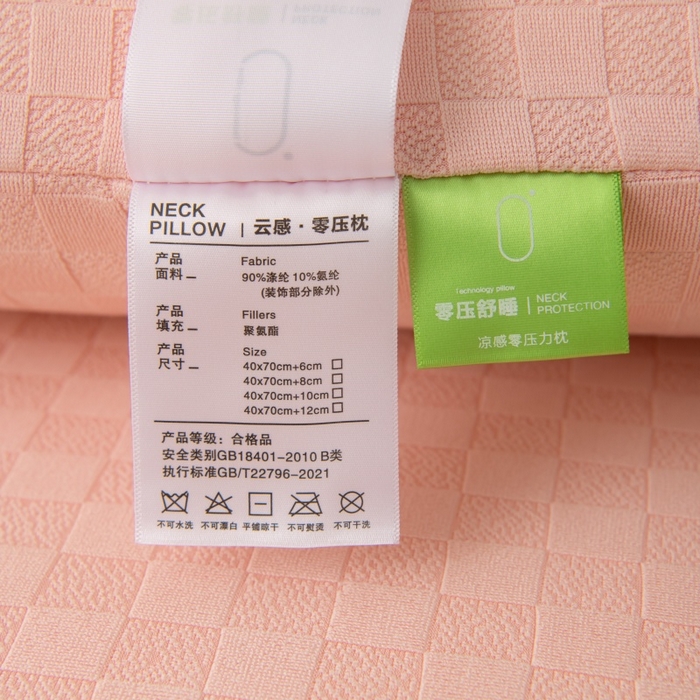 NECK
PILLOW | 云感·零压枕
产品 Fabric
面料 90%涤纶 10%氨纶
(装饰部分除外)
产品 Fillers
填充 聚氨酯
产品 Size
尺寸 40x70cm+6cm
40x70cm+8cm
40x70cm+10cm
40x70cm+12cm
产品等级：合格品
安全类别GB18401-2010 B类
执行标准GB/T22796-2021
不可水洗 不可漂白 平铺晾干 不可熨烫 不可干洗
Technology pillow
零压舒睡 | NECK
PROTECTION
凉感零压力枕